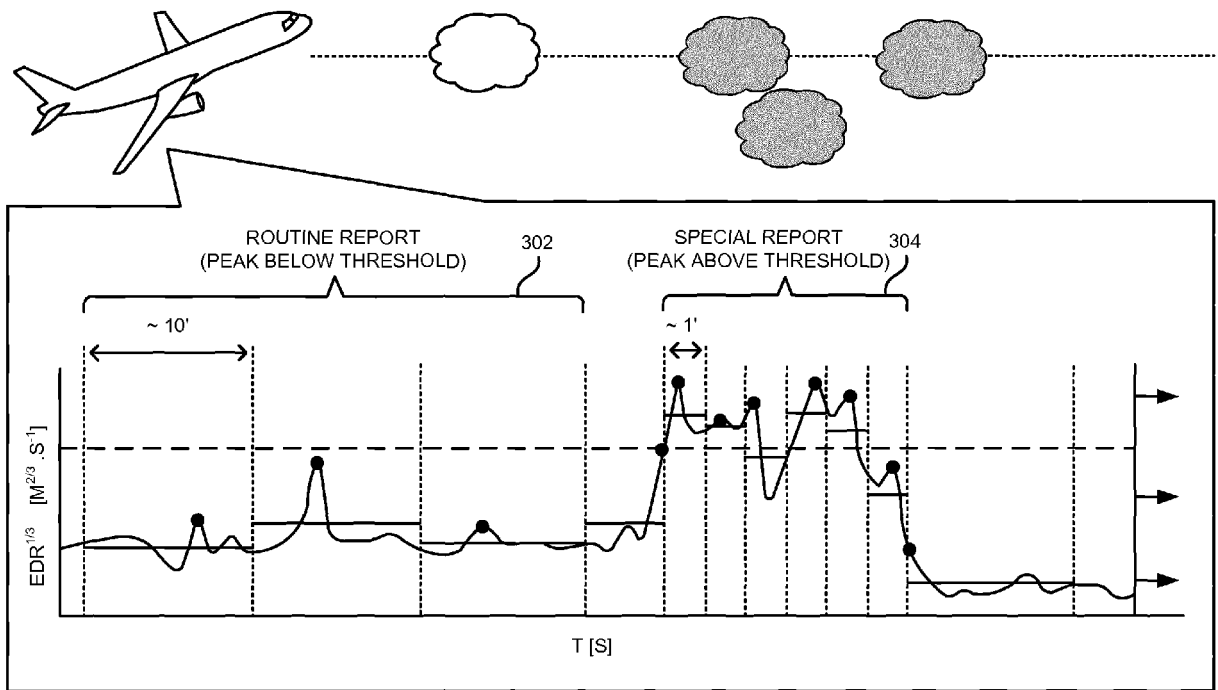 ROUTINE REPORT
(PEAK BELOW THRESHOLD)
302
SPECIAL REPORT
(PEAK ABOVE THRESHOLD)
304
~ 10'
~ 1'
EDR^{1/3} [M^{2/3}.S^{-1}]
T [S]